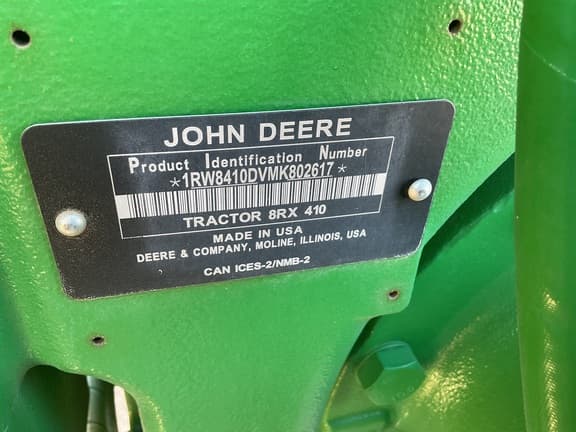 JOHN DEERE
Product Identification Number
*1RW8410DVMK802617*
TRACTOR 8RX 410
MADE IN USA
DEERE & COMPANY, MOLINE, ILLINOIS, USA
CAN ICES-2/NMB-2